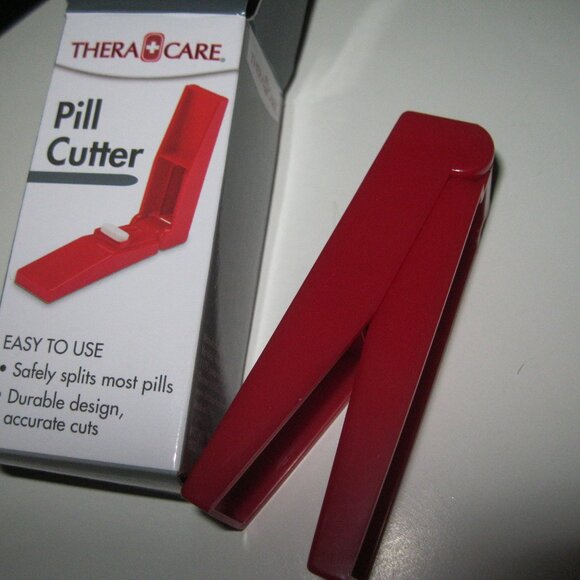 THERA CARE®
Pill
Cutter
EASY TO USE
• Safely splits most pills
• Durable design,
accurate cuts